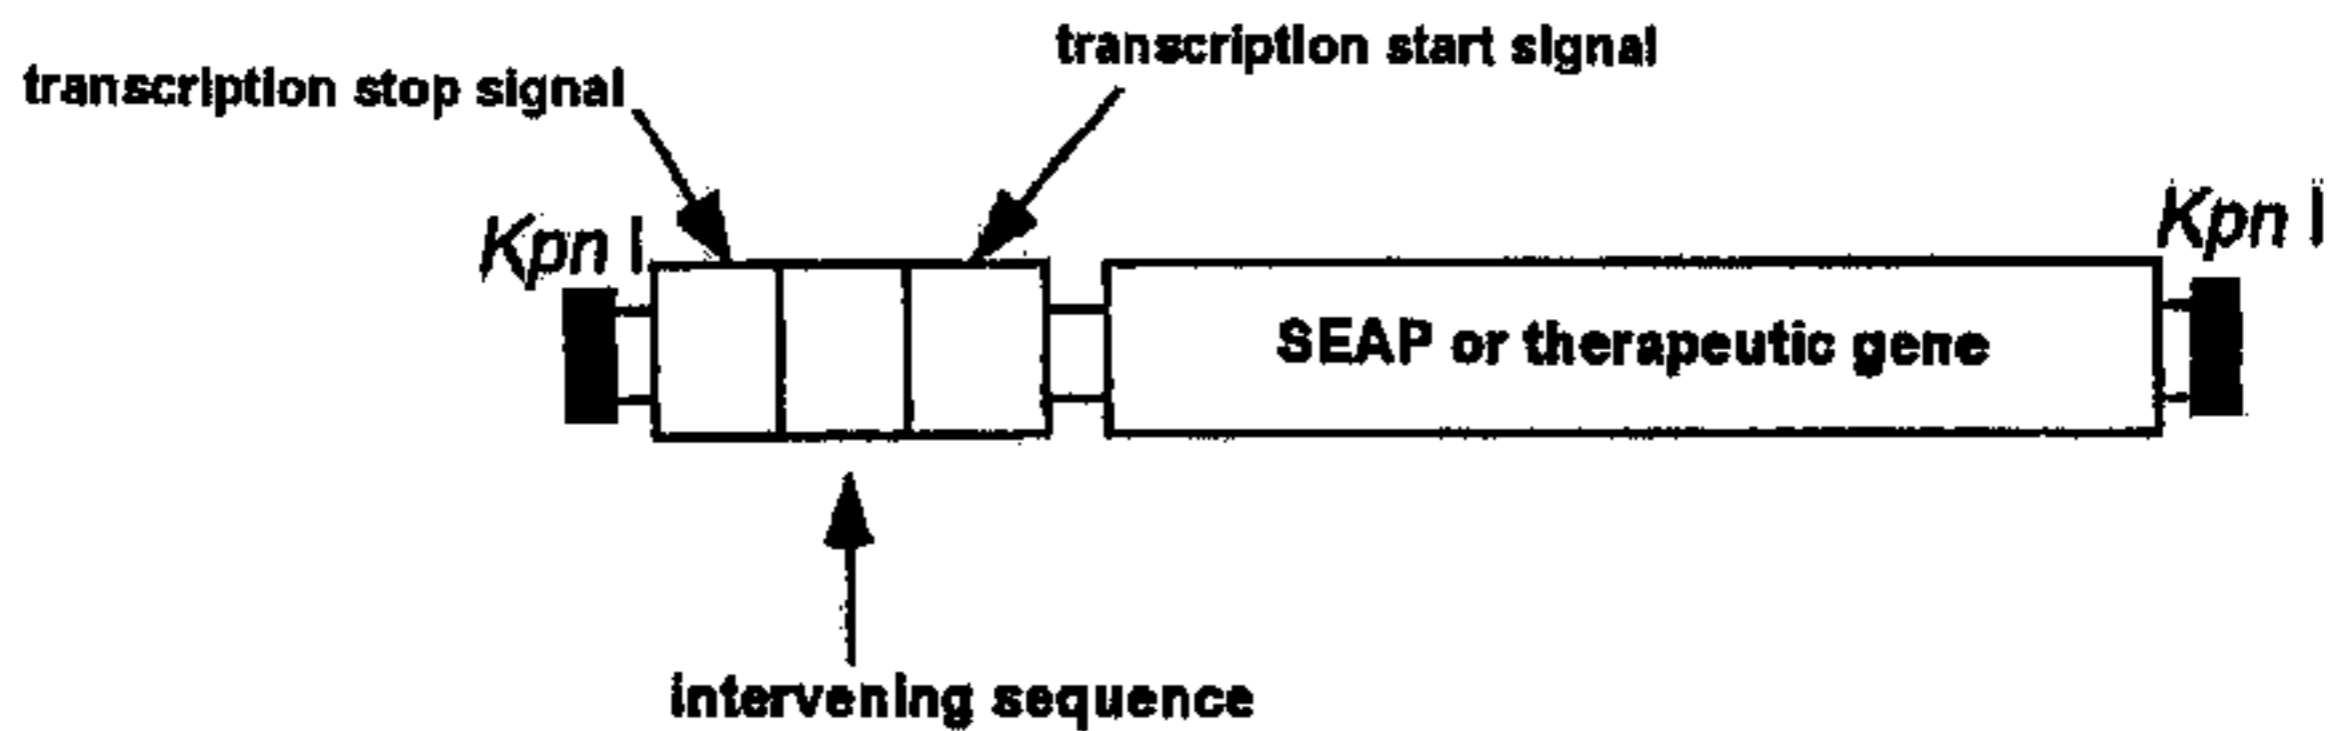 transcription start signal
transcription stop signal
Kpn I
Kpn I
SEAP or therapeutic gene
intervening sequence